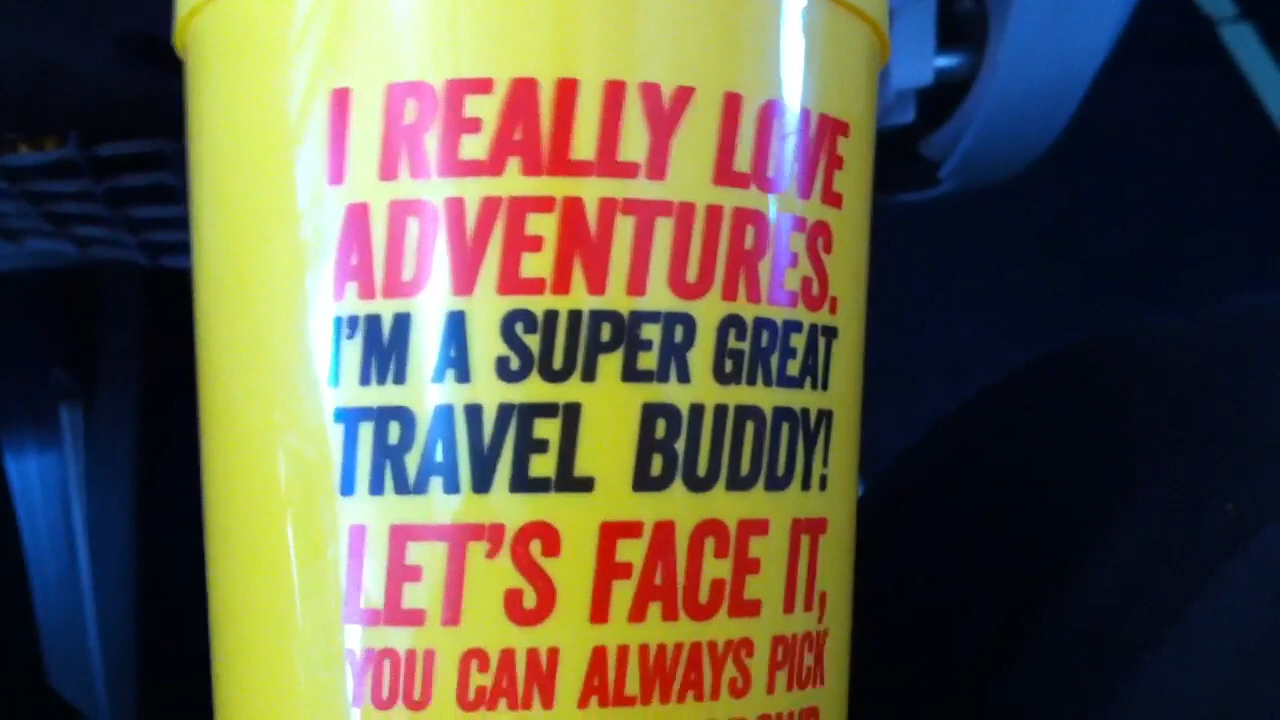 I REALLY LOVE
ADVENTURES.
I'M A SUPER GREAT
TRAVEL BUDDY!
LET'S FACE IT,
YOU CAN ALWAYS PICK